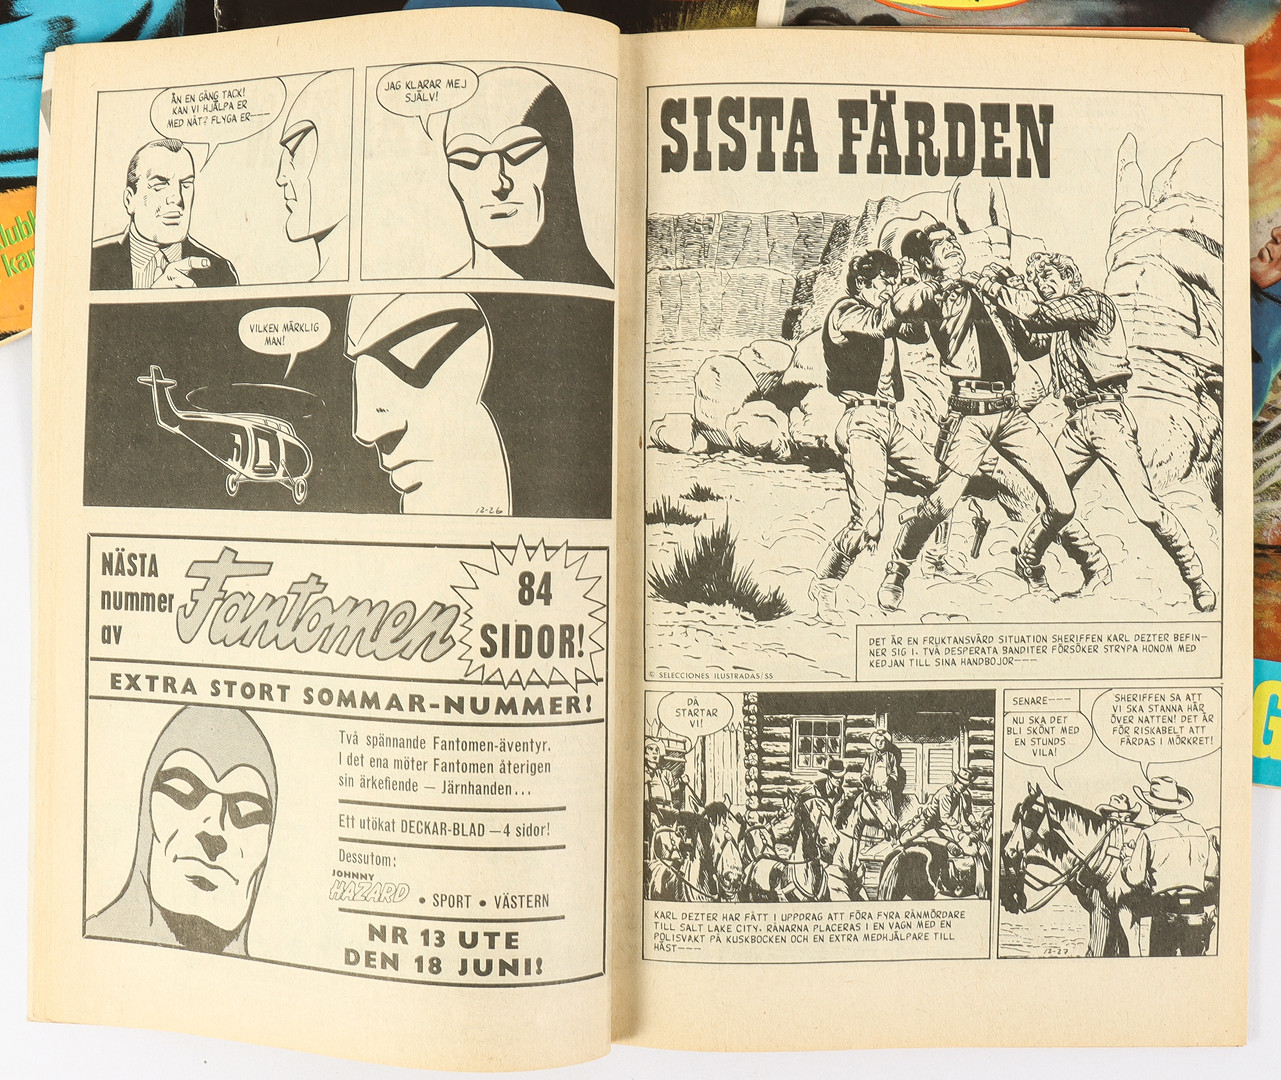 ÄN EN GÅNG TACK!
KAN VI HJÄLPA ER
MED NÅT? FLYGA ER---
JAG KLARAR MEJ
SJÄLV!
VILKEN MÄRKLIG
MAN!
12-26
NÄSTA
nummer
av
Fantomen
84
SIDOR!
EXTRA STORT SOMMAR-NUMMER!
Två spännande Fantomen-äventyr.
I det ena möter Fantomen återigen
sin ärkefiende — Järnhanden...
Ett utökat DECKAR-BLAD — 4 sidor!
Dessutom:
JOHNNY
HAZARD • SPORT • VÄSTERN
NR 13 UTE
DEN 18 JUNI!
SISTA FÄRDEN
DET ÄR EN FRUKTANSVÄRD SITUATION SHERIFFEN KARL DEZTER BEFIN-
NER SIG I. TVÅ DESPERATA BANDITER FÖRSÖKER STRYPA HONOM MED
KEDJAN TILL SINA HANDBOJOR---
© SELECCIONES ILUSTRADAS/SS
DÅ
STARTAR
VI!
KARL DEZTER HAR FÅTT I UPPDRAG ATT FÖRA FYRA RÅNMÖRDARE
TILL SALT LAKE CITY. RÅNARNA PLACERAS I EN VAGN MED EN
POLISVAKT PÅ KUSKBOCKEN OCH EN EXTRA MEDHJÄLPARE TILL
HÄST---
SENARE---
NU SKA DET
BLI SKÖNT MED
EN STUNDS
VILA!
SHERIFFEN SA ATT
VI SKA STANNA HÄR
ÖVER NATTEN! DET ÄR
FÖR RISKABELT ATT
FÄRDAS I MÖRKRET!
12-27